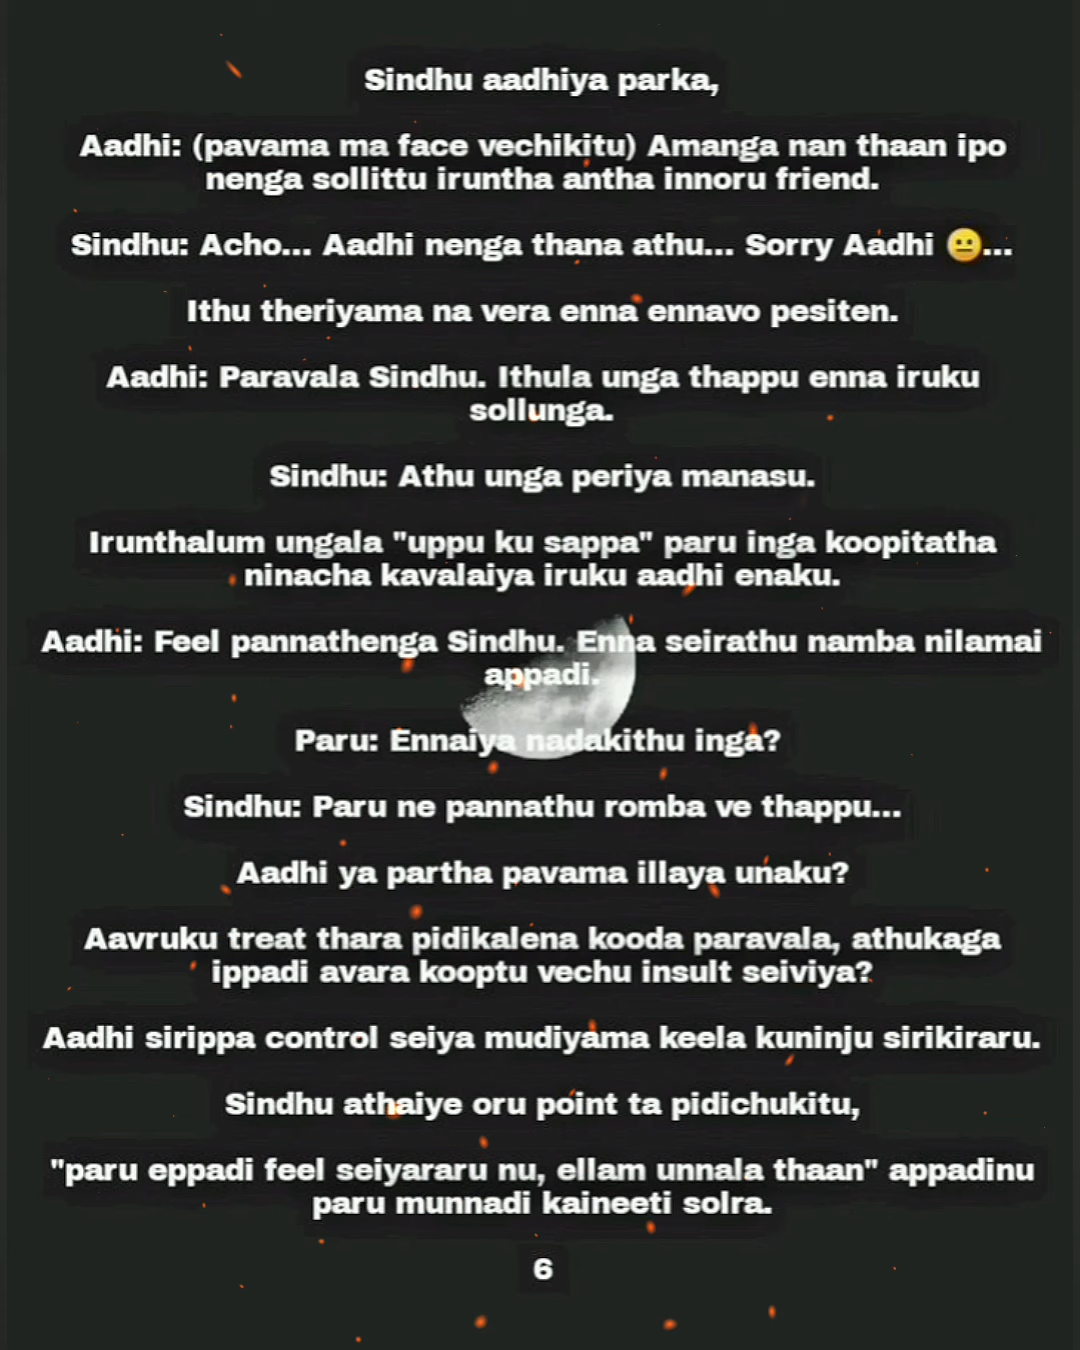 Sindhu aadhiya parka,
Aadhi: (pavama ma face vechikitu) Amanga nan thaan ipo
nenga sollittu iruntha antha innoru friend.
Sindhu: Acho... Aadhi nenga thana athu... Sorry Aadhi 😐...
Ithu theriyama na vera enna ennavo pesiten.
Aadhi: Paravala Sindhu. Ithula unga thappu enna iruku
sollunga.
Sindhu: Athu unga periya manasu.
Irunthalum ungala "uppu ku sappa" paru inga koopitatha
ninacha kavalaiya iruku aadhi enaku.
Aadhi: Feel pannathenga Sindhu. Enna seirathu namba nilamai
appadi.
Paru: Ennaiya nadakithu inga?
Sindhu: Paru ne pannathu romba ve thappu...
Aadhi ya partha pavama illaya unaku?
Aavruku treat thara pidikalena kooda paravala, athukaga
ippadi avara kooptu vechu insult seiviya?
Aadhi sirippa control seiya mudiyama keela kuninju sirikiraru.
Sindhu athaiye oru point ta pidichukitu,
"paru eppadi feel seiyararu nu, ellam unnala thaan" appadinu
paru munnadi kaineeti solra.
6